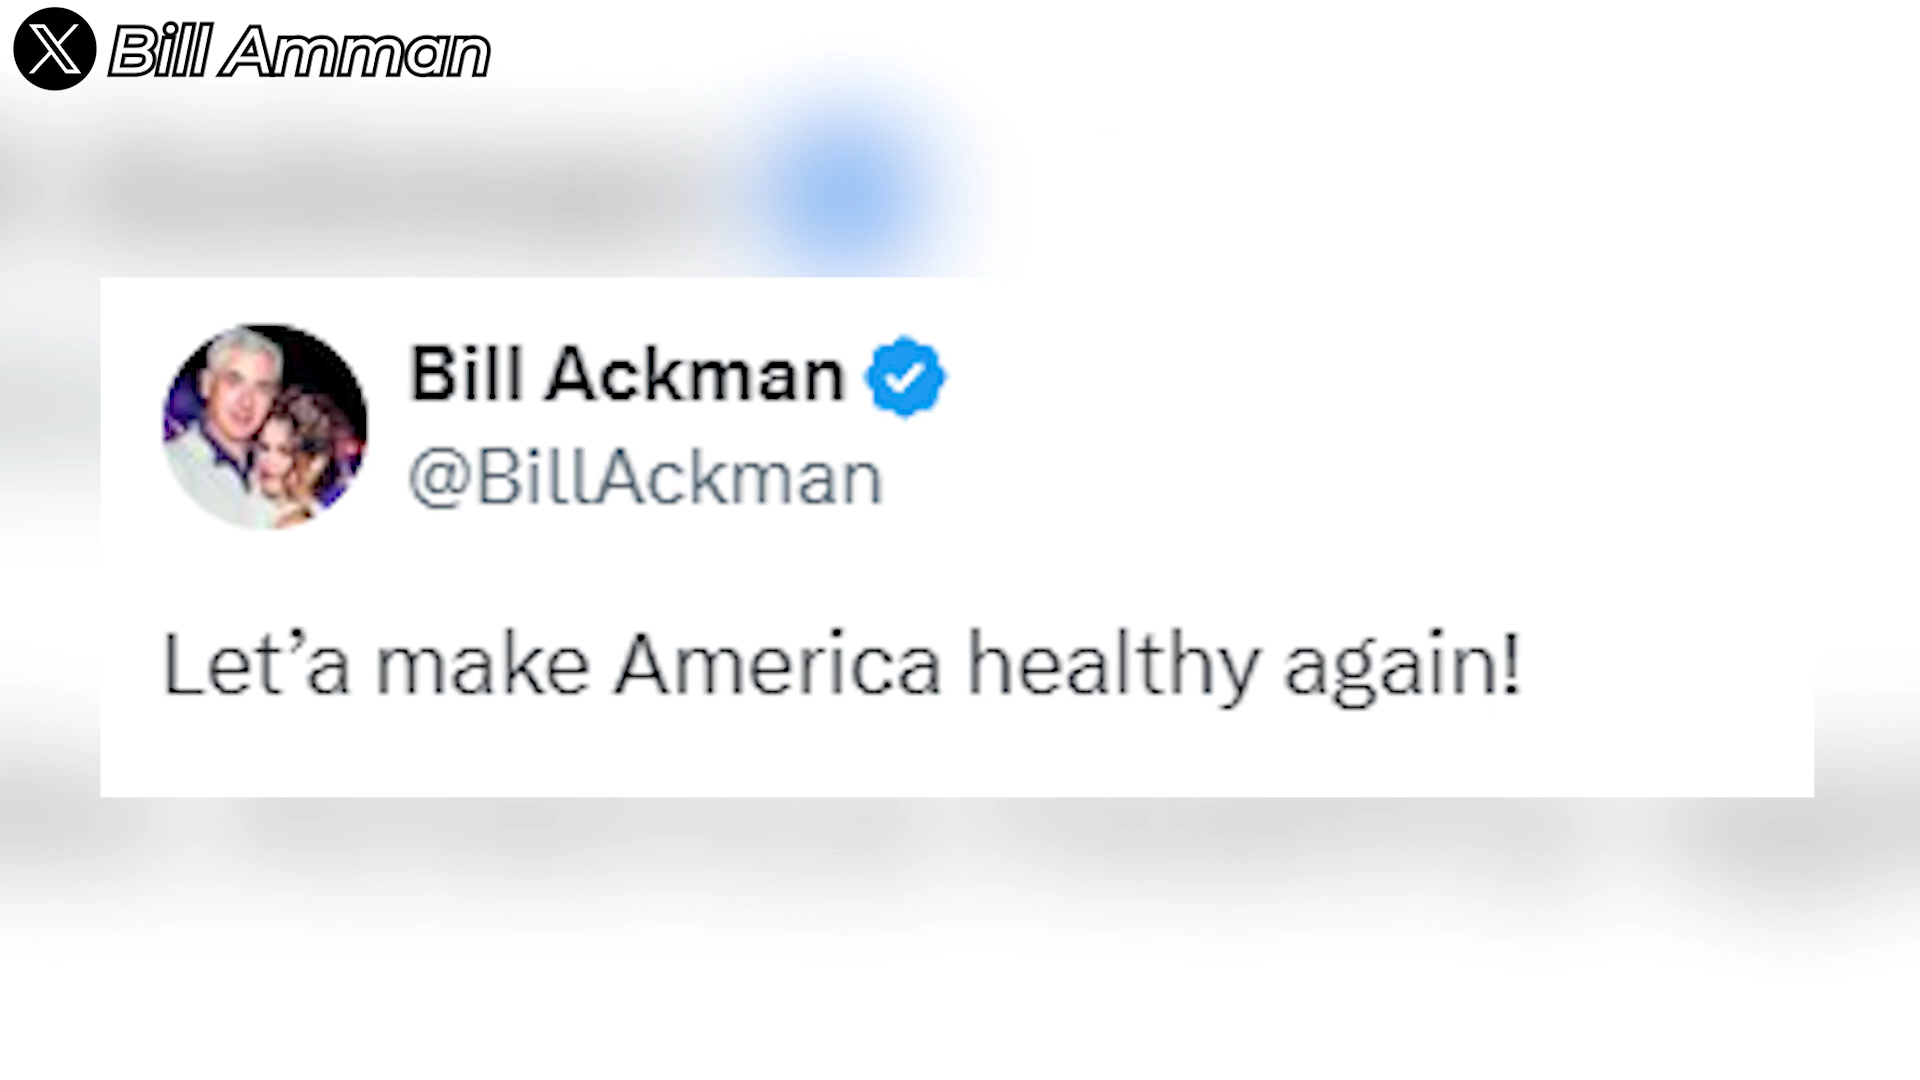 X Bill Amman
Bill Ackman
@BillAckman
Let’a make America healthy again!